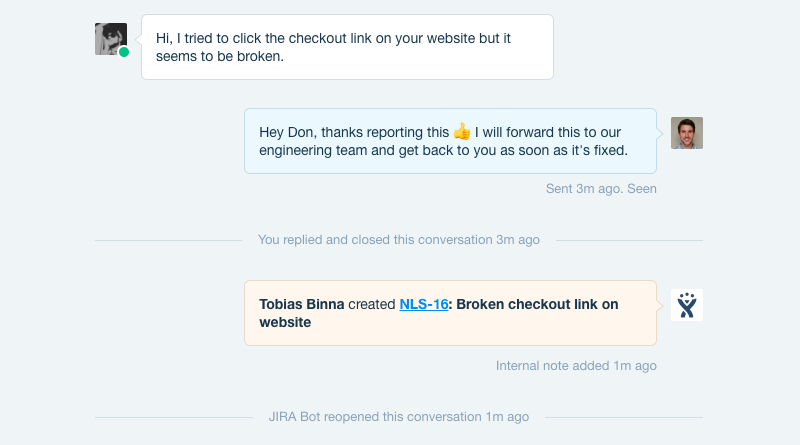 Hi, I tried to click the checkout link on your website but it
seems to be broken.
Hey Don, thanks reporting this 👍 I will forward this to our
engineering team and get back to you as soon as it's fixed.
Sent 3m ago. Seen
You replied and closed this conversation 3m ago
Tobias Binna created NLS-16: Broken checkout link on
website
Internal note added 1m ago
JIRA Bot reopened this conversation 1m ago